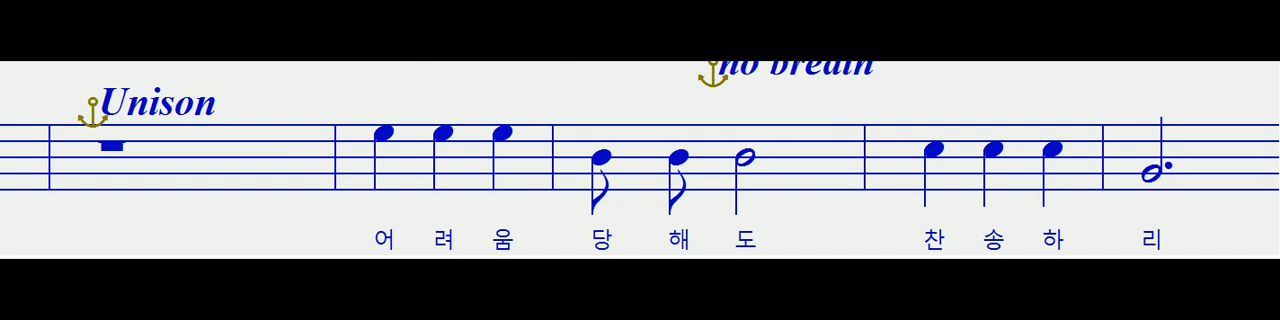 Unison
no breath
어 려 움 당 해 도 찬 송 하 리